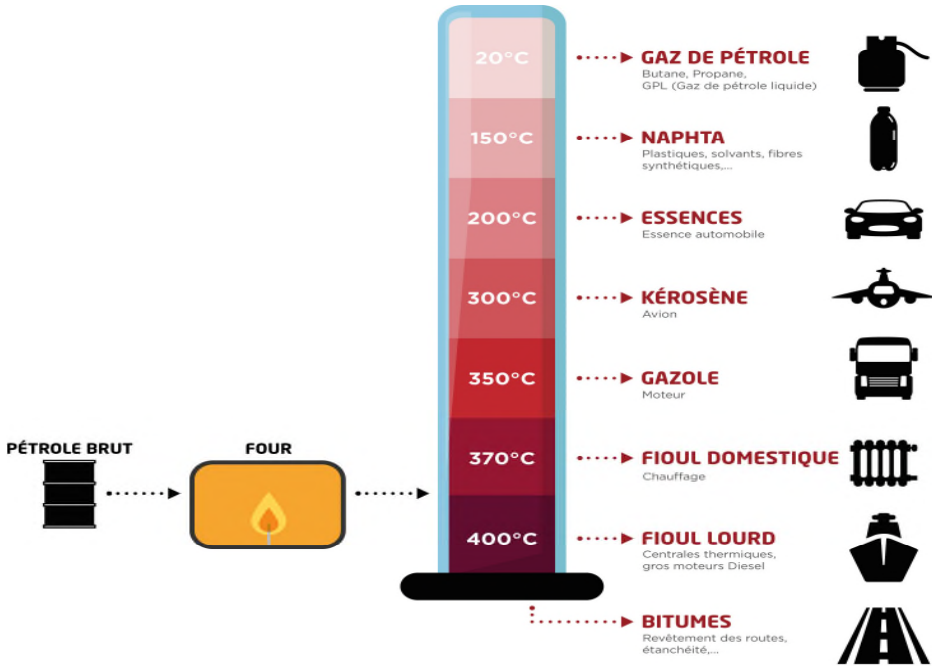 20°C
GAZ DE PÉTROLE
Butane, Propane,
GPL (Gaz de pétrole liquide)
150°C
NAPHTA
Plastiques, solvants, fibres
synthétiques,...
200°C
ESSENCES
Essence automobile
300°C
KÉROSÈNE
Avion
350°C
GAZOLE
Moteur
PÉTROLE BRUT
FOUR
370°C
FIOUL DOMESTIQUE
Chauffage
400°C
FIOUL LOURD
Centrales thermiques,
gros moteurs Diesel
BITUMES
Revêtement des routes,
étanchéité,...